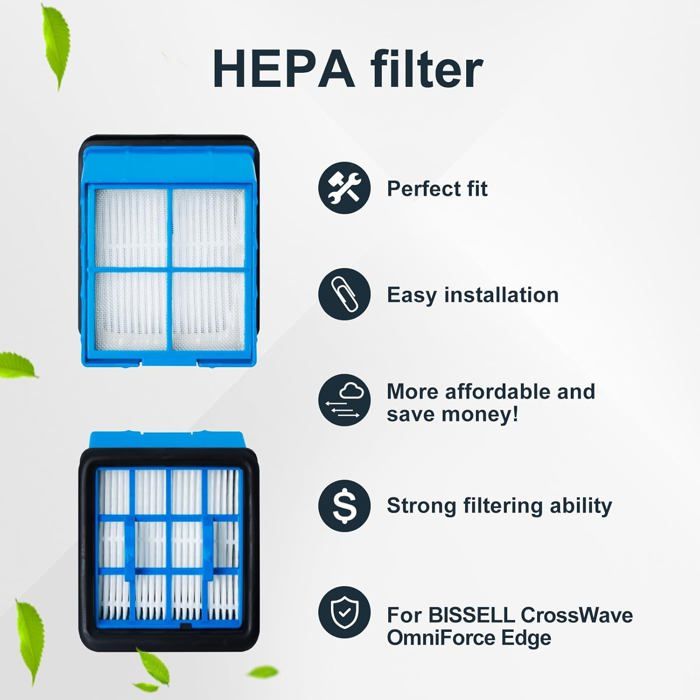 HEPA filter
Perfect fit
Easy installation
More affordable and
save money!
Strong filtering ability
For BISSELL CrossWave
OmniForce Edge